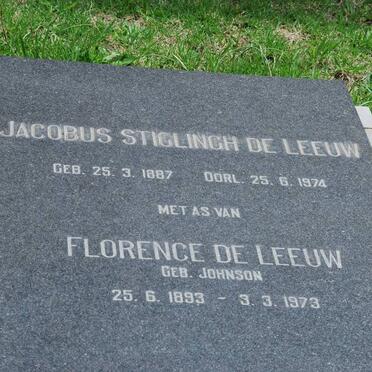 JACOBUS STIGLINGH DE LEEUW
GEB. 25. 3. 1887 OORL. 25. 6. 1974
MET AS VAN
FLORENCE DE LEEUW
GEB. JOHNSON
25. 6. 1893 - 3. 3. 1973